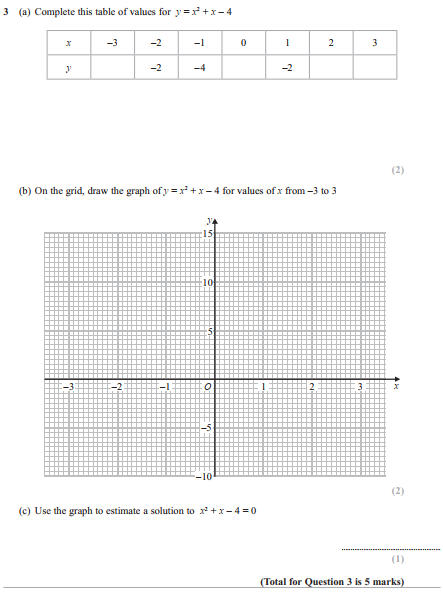 3 (a) Complete this table of values for y = x² + x – 4
x –3 –2 –1 0 1 2 3
y –2 –4 –2
(2)
(b) On the grid, draw the graph of y = x² + x – 4 for values of x from –3 to 3
y
15
10
5
–3 –2 –1 O 1 2 3 x
–5
–10
(2)
(c) Use the graph to estimate a solution to x² + x – 4 = 0
(1)
(Total for Question 3 is 5 marks)